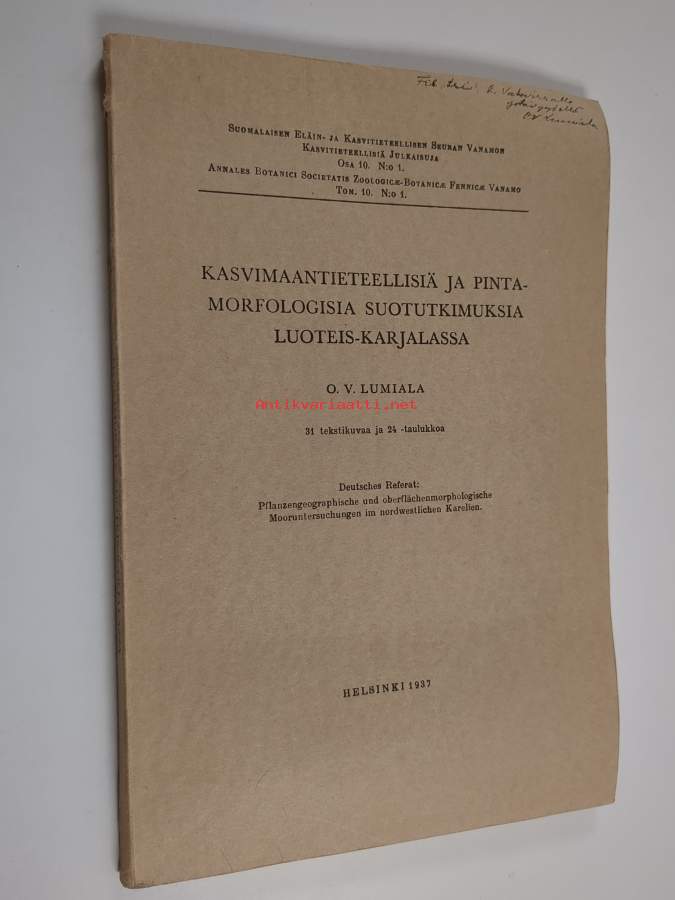 O. V. Lumiala
SUOMALAISEN ELÄIN- JA KASVITIETEELLISEN SEURAN VANAMON
KASVITIETEELLISIÄ JULKAISUJA
OSA 10. N:o 1.
ANNALES BOTANICI SOCIETATIS ZOOLOGICÆ-BOTANICÆ FENNICÆ VANAMO
TOM. 10. N:o 1.
KASVIMAANTIETEELLISIÄ JA PINTA-
MORFOLOGISIA SUOTUTKIMUKSIA
LUOTEIS-KARJALASSA
O. V. LUMIALA
Antikvariaatti.net
31 tekstikuvaa ja 24 -taulukkoa
Deutsches Referat:
Pflanzengeographische und oberflächenmorphologische
Mooruntersuchungen im nordwestlichen Karelien.
HELSINKI 1937